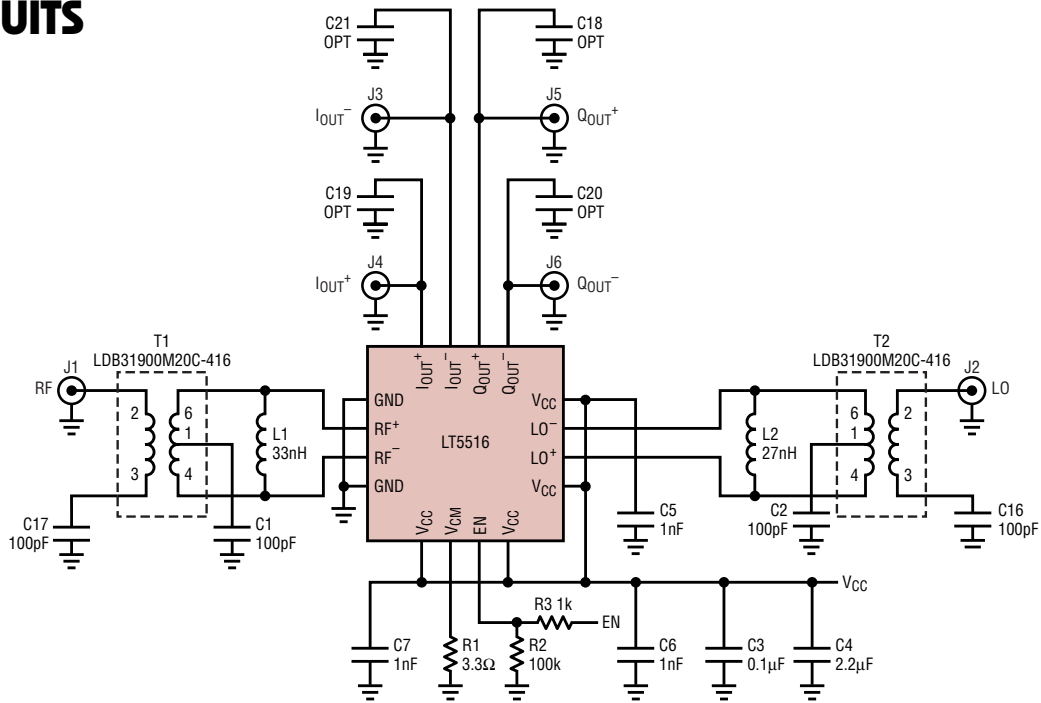 UITS
C21
OPT
C18
OPT
J3
IOUT−
J5
QOUT+
C19
OPT
C20
OPT
J4
IOUT+
J6
QOUT−
T1
LDB31900M20C-416
T2
LDB31900M20C-416
J1
RF
J2
LO
2
3
6
1
4
L1
33nH
C17
100pF
C1
100pF
IOUT+
IOUT−
QOUT+
QOUT−
GND
RF+
RF−
GND
LT5516
VCC
LO−
LO+
VCC
VCC
VCM
EN
VCC
L2
27nH
6
1
4
2
3
C5
1nF
C2
100pF
C16
100pF
VCC
R3 1k
EN
C7
1nF
R1
3.3Ω
R2
100k
C6
1nF
C3
0.1µF
C4
2.2µF